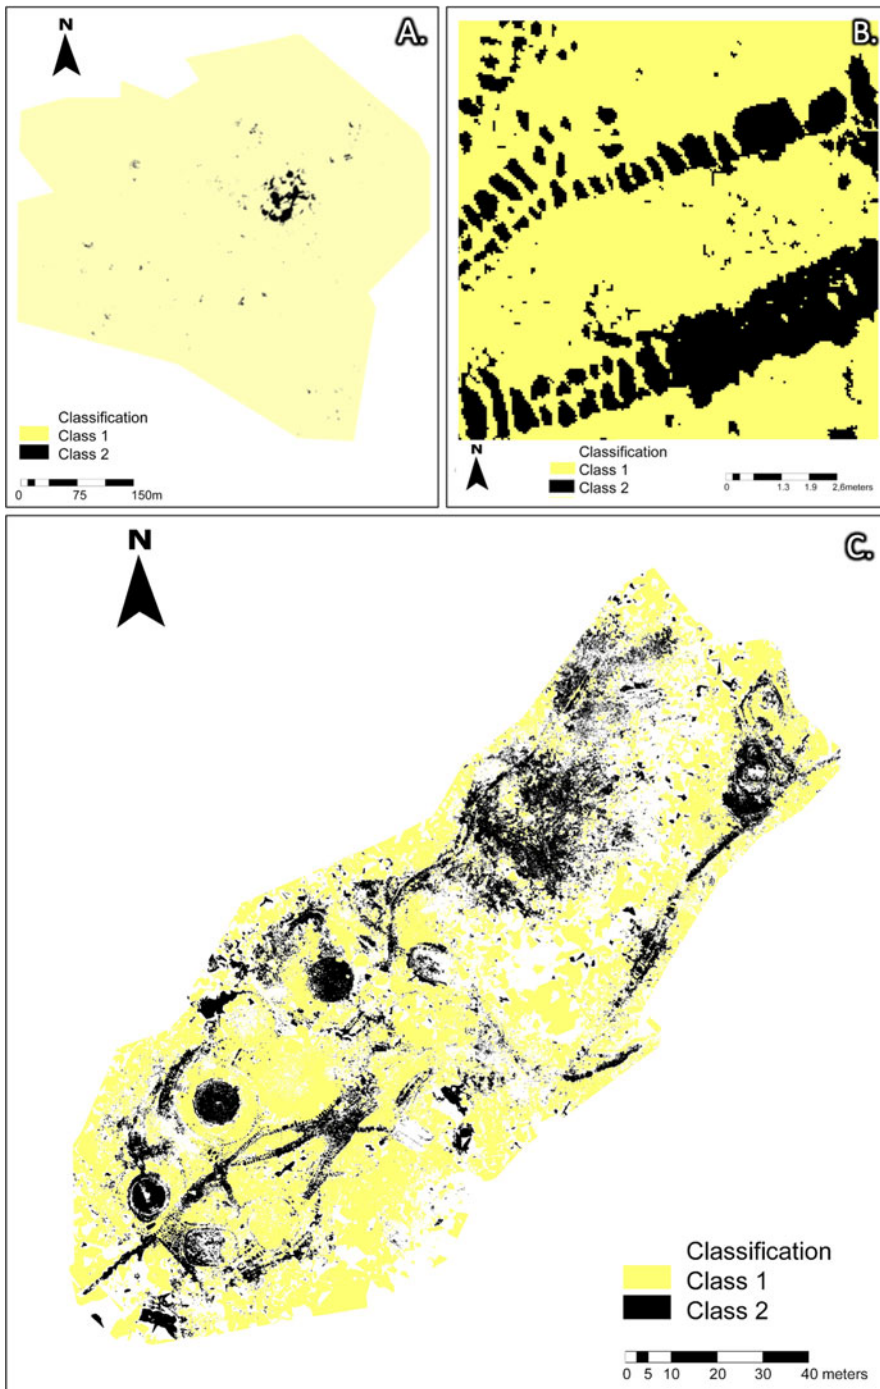 N
A.
Classification
Class 1
Class 2
0 75 150m
B.
N
Classification
Class 1
Class 2
0 1.3 1.9 2,6meters
N
C.
Classification
Class 1
Class 2
0 5 10 20 30 40 meters